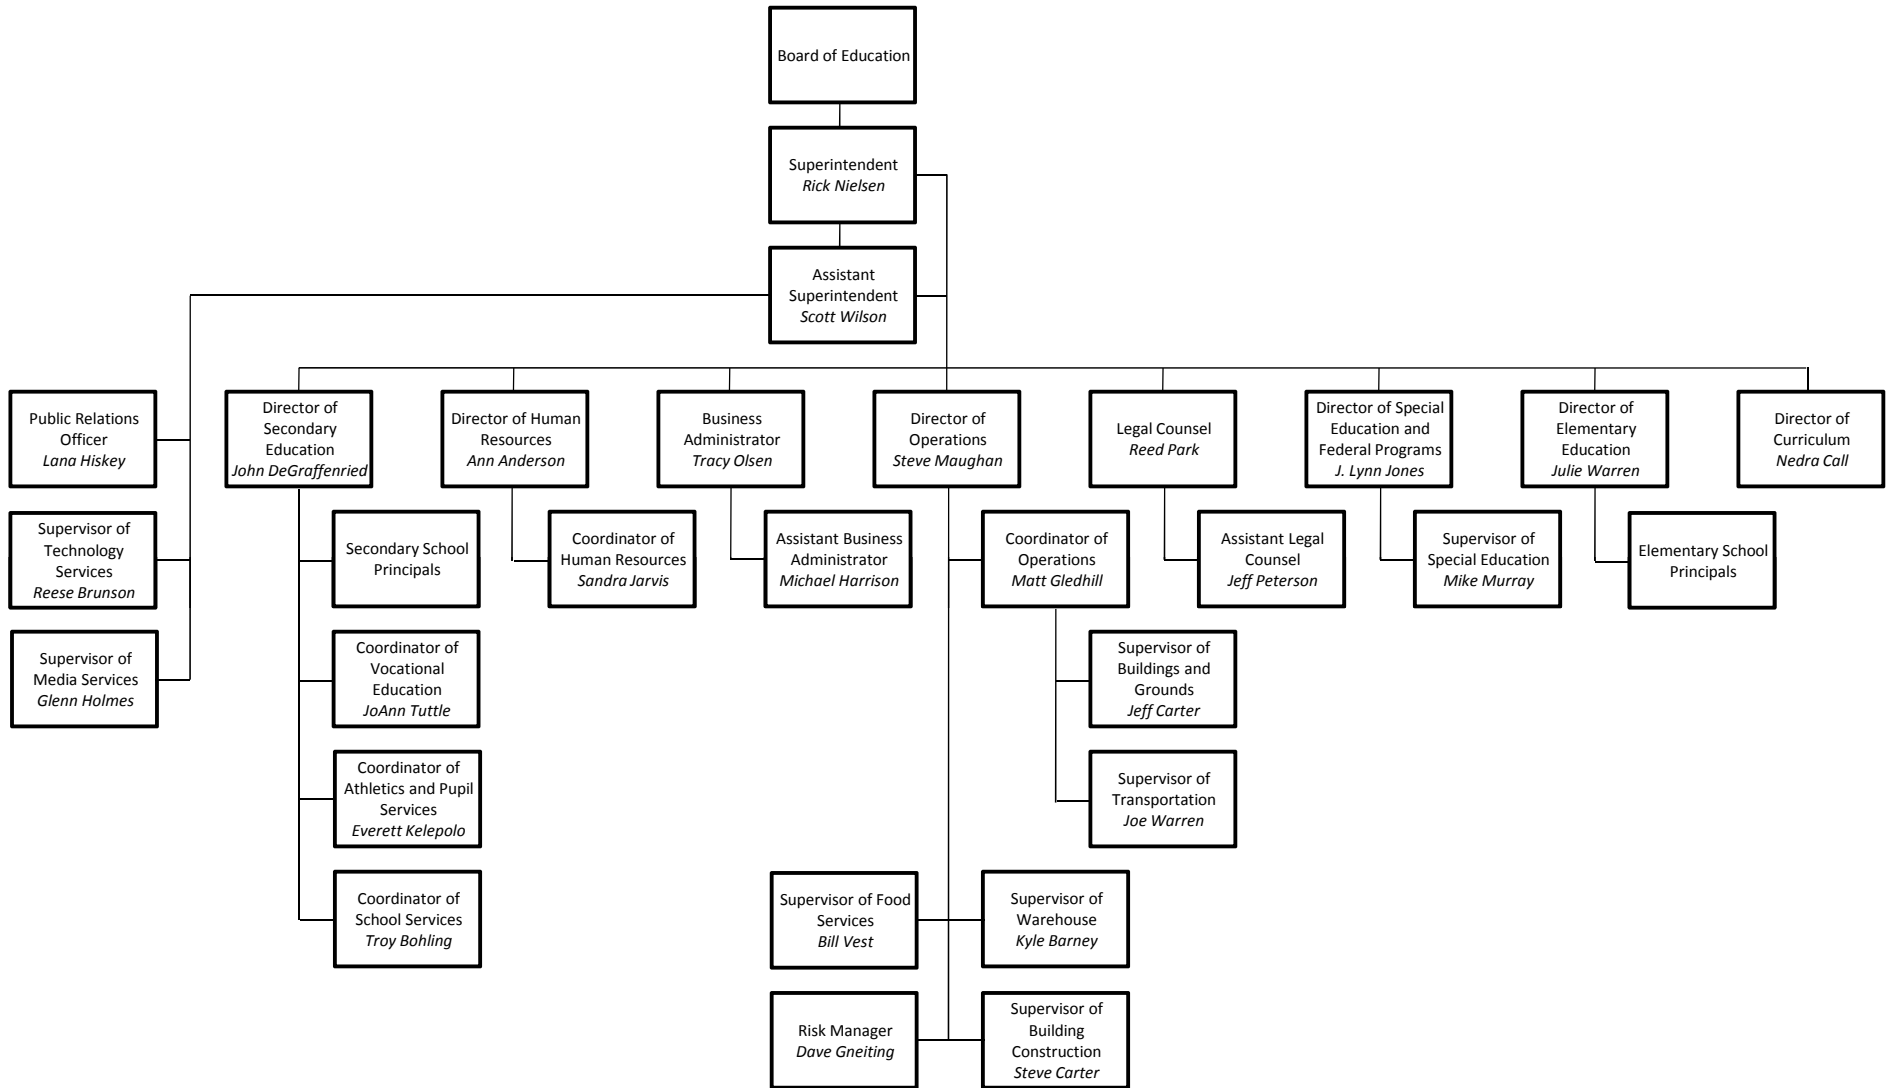 Board of Education
Superintendent
Rick Nielsen
Assistant
Superintendent
Scott Wilson
Public Relations
Officer
Lana Hiskey
Director of
Secondary
Education
John DeGraffenried
Director of Human
Resources
Ann Anderson
Business
Administrator
Tracy Olsen
Director of
Operations
Steve Maughan
Legal Counsel
Reed Park
Director of Special
Education and
Federal Programs
J. Lynn Jones
Director of
Elementary
Education
Julie Warren
Director of
Curriculum
Nedra Call
Supervisor of
Technology
Services
Reese Brunson
Secondary School
Principals
Coordinator of
Human Resources
Sandra Jarvis
Assistant Business
Administrator
Michael Harrison
Coordinator of
Operations
Matt Gledhill
Assistant Legal
Counsel
Jeff Peterson
Supervisor of
Special Education
Mike Murray
Elementary School
Principals
Supervisor of
Media Services
Glenn Holmes
Coordinator of
Vocational
Education
JoAnn Tuttle
Supervisor of
Buildings and
Grounds
Jeff Carter
Coordinator of
Athletics and Pupil
Services
Everett Kelepolo
Supervisor of
Transportation
Joe Warren
Coordinator of
School Services
Troy Bohling
Supervisor of Food
Services
Bill Vest
Supervisor of
Warehouse
Kyle Barney
Risk Manager
Dave Gneiting
Supervisor of
Building
Construction
Steve Carter